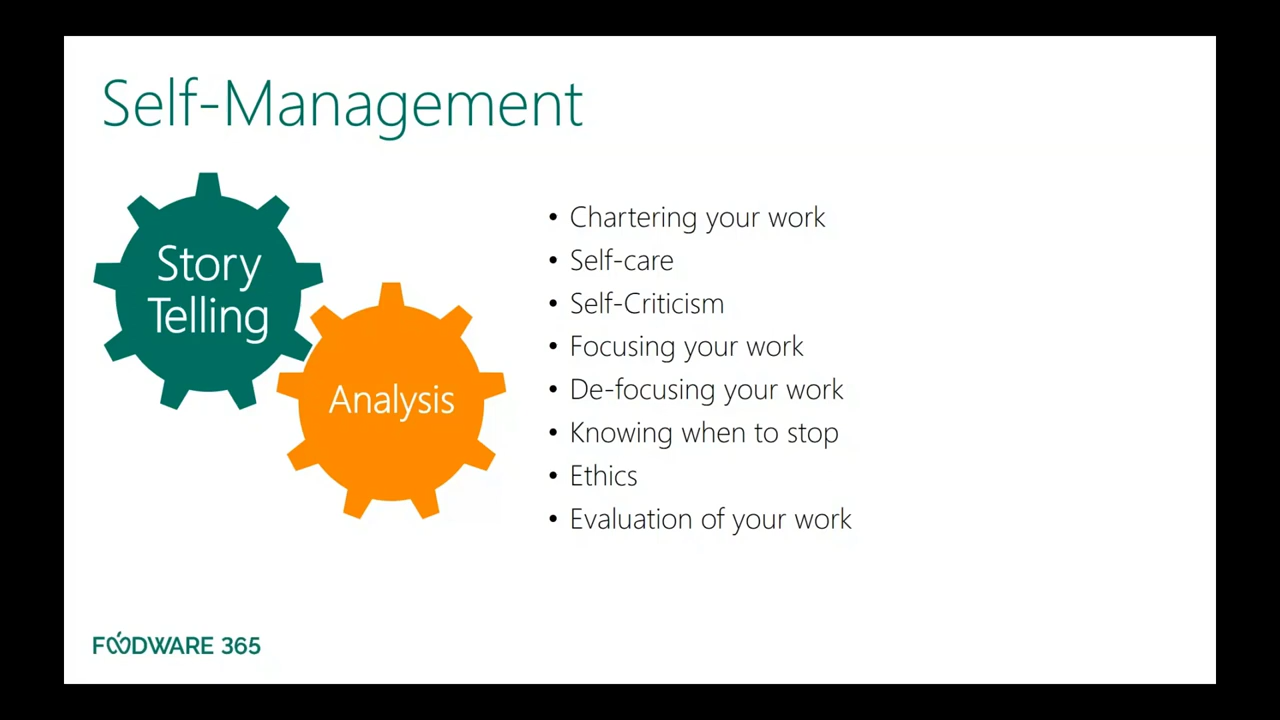 Self-Management
Story
Telling
Analysis
• Chartering your work
• Self-care
• Self-Criticism
• Focusing your work
• De-focusing your work
• Knowing when to stop
• Ethics
• Evaluation of your work
FOODWARE 365